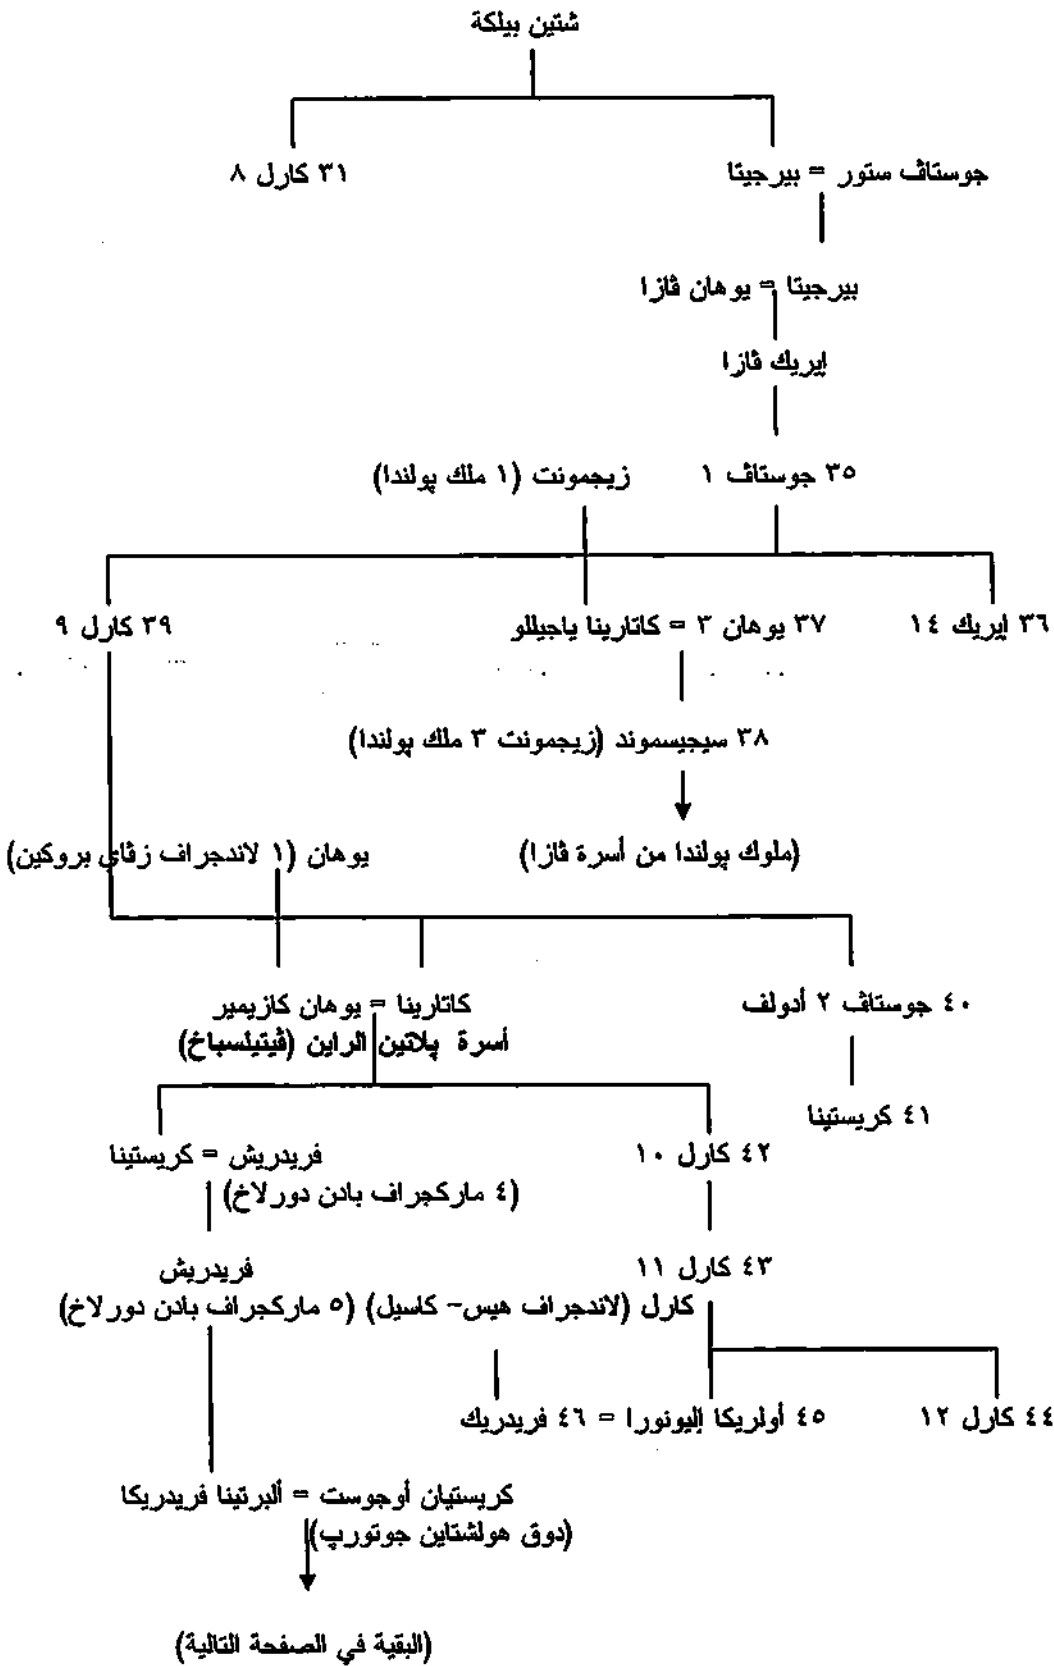 شتين بيلكة
٣١ كارل ٨
جوستاڤ ستور = بيرجيتا
بيرجيتا = يوهان ڤازا
إيريك ڤازا
٣٥ جوستاڤ ١
زيجمونت (١ ملك پولندا)
٣٦ إيريك ١٤
٣٧ يوهان ٣ = كاتارينا ياجيللو
٣٩ كارل ٩
٣٨ سيجيسموند (زيجمونت ٣ ملك پولندا)
(ملوك پولندا من أسرة ڤازا)
يوهان (١ لاندجراف زڤاي بروكين)
٤٠ جوستاڤ ٢ أدولف
كاتارينا = يوهان كازيمير
أسرة پلاتين الراين (ڤيتيلسباخ)
٤١ كريستينا
٤٢ كارل ١٠
فريدريش = كريستينا
(٤ ماركجراف بادن دورلاخ)
٤٣ كارل ١١
فريدريش
كارل (لاندجراف هيس- كاسيل) (٥ ماركجراف بادن دورلاخ)
٤٤ كارل ١٢
٤٥ أولريكا إليونورا = ٤٦ فريدريك
كريستيان أوجوست = ألبرتينا فريدريكا
(دوق هولشتاين جوتورپ)
(البقية في الصفحة التالية)